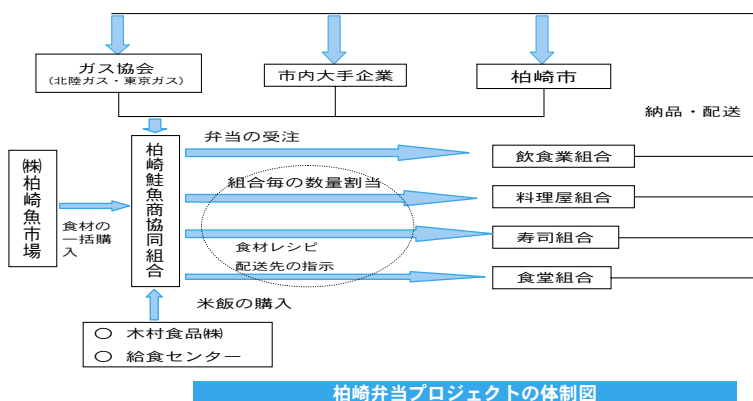 ガス協会
(北陸ガス・東京ガス)
市内大手企業
柏崎市
納品・配送
㈱柏崎魚市場
食材の
一括購
入
柏崎鮭魚商協同組合
弁当の受注
組合毎の数量割当
食材レシピ
配送先の指示
飲食業組合
料理屋組合
寿司組合
食堂組合
米飯の購入
○ 木村食品㈱
○ 給食センター
柏崎弁当プロジェクトの体制図